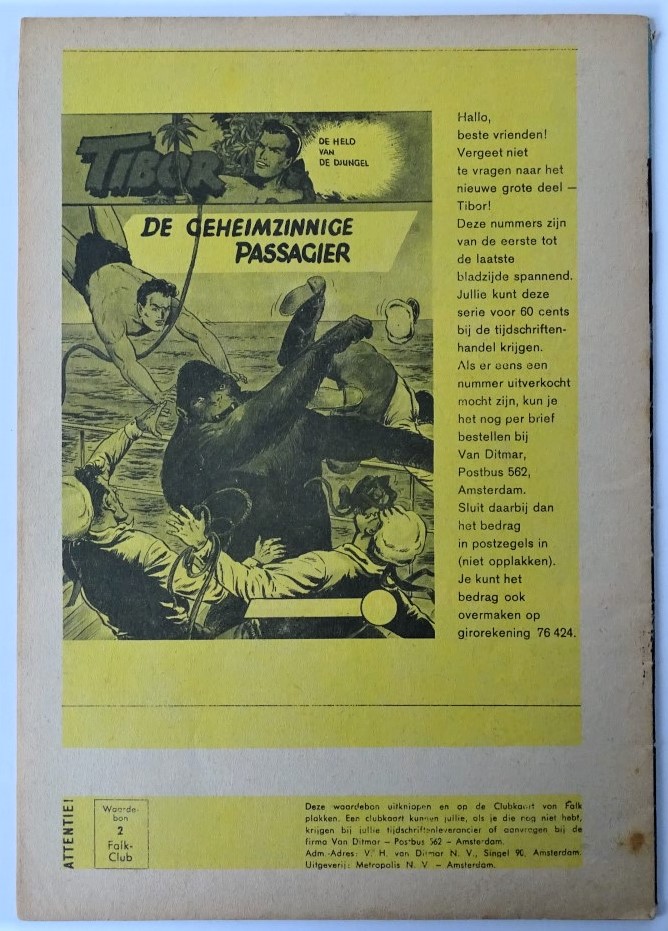 TIBOR
DE HELD
VAN
DE DJUNGEL
DE GEHEIMZINNIGE
PASSAGIER
Hallo,
beste vrienden!
Vergeet niet
te vragen naar het
nieuwe grote deel —
Tibor!
Deze nummers zijn
van de eerste tot
de laatste
bladzijde spannend.
Jullie kunt deze
serie voor 60 cents
bij de tijdschriften-
handel krijgen.
Als er eens een
nummer uitverkocht
mocht zijn, kun je
het nog per brief
bestellen bij
Van Ditmar,
Postbus 562,
Amsterdam.
Sluit daarbij dan
het bedrag
in postzegels in
(niet opplakken).
Je kunt het
bedrag ook
overmaken op
girorekening 76 424.
ATTENTIE!
Waarde-
bon
2
Falk-
Club
Deze waardebon uitknippen en op de Clubkaart van Falk
plakken. Een clubkaart kunnen jullie, als je die nog niet hebt,
krijgen bij jullie tijdschriftenleverancier of aanvragen bij de
firma Van Ditmar – Postbus 562 – Amsterdam.
Adm.-Adres: V. H. van Ditmar N. V., Singel 90, Amsterdam.
Uitgeverij: Metropolis N. V. – Amsterdam.